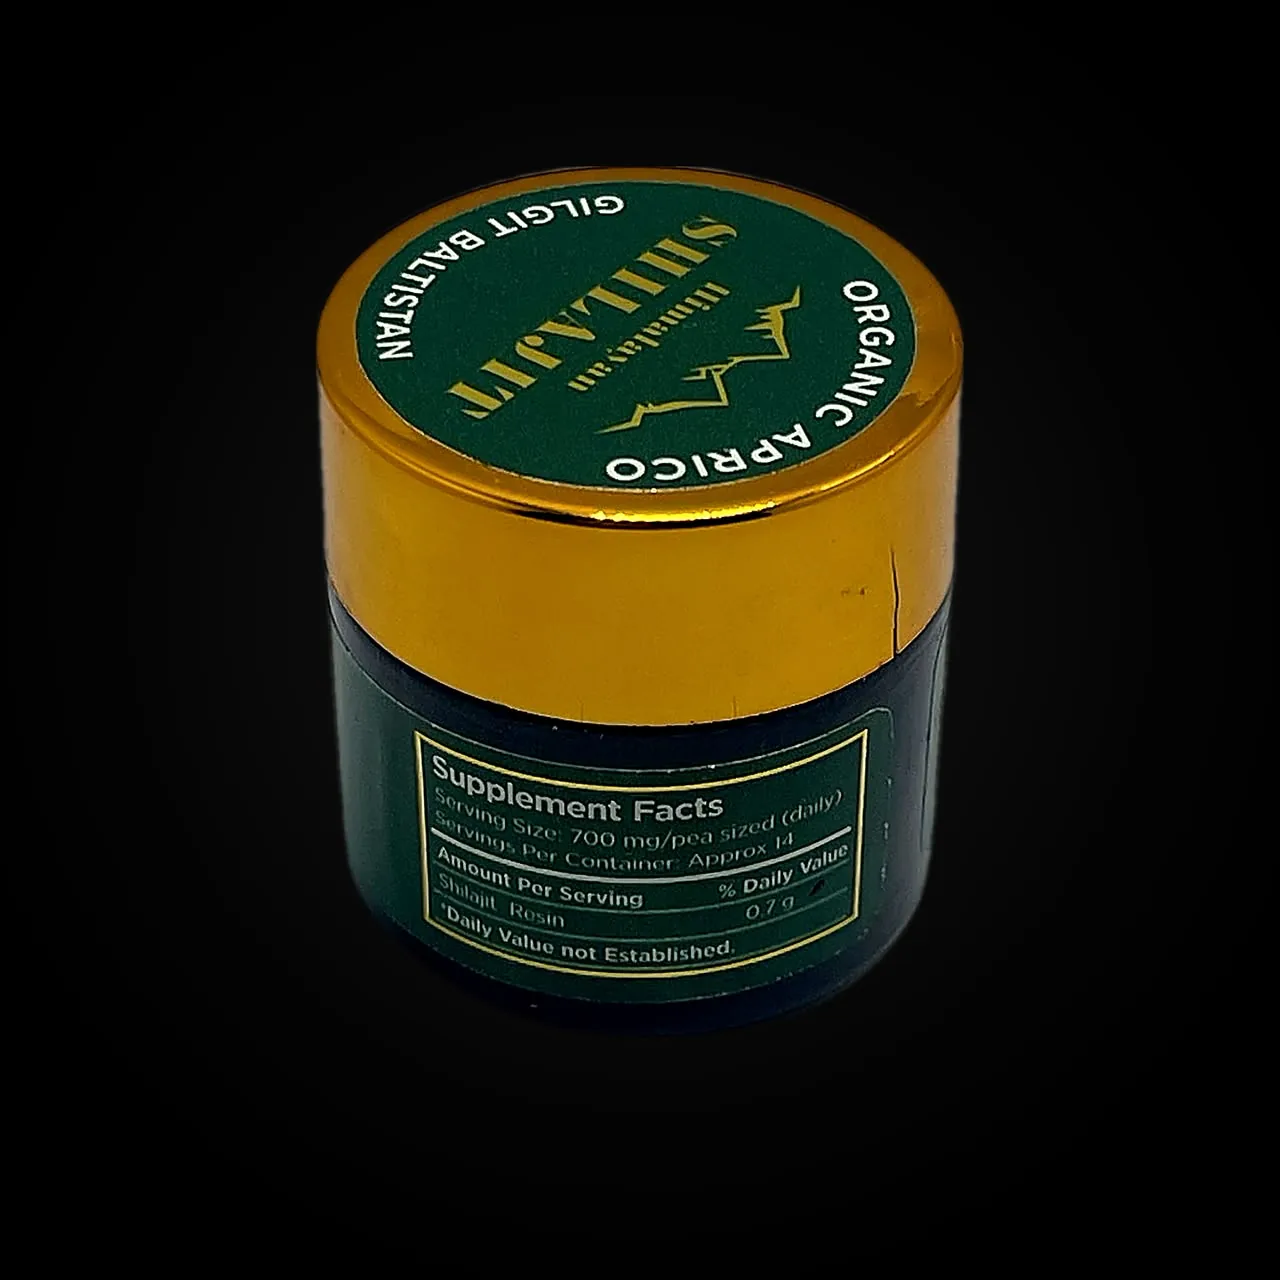 ORGANIC APRICO
Himalayan
SHILAJIT
GILGIT BALTISTAN
Supplement Facts
Serving Size: 700 mg/pea sized (daily)
Servings Per Container: Approx 14
Amount Per Serving % Daily Value
Shilajit Resin 0.7 g
*Daily Value not Established.